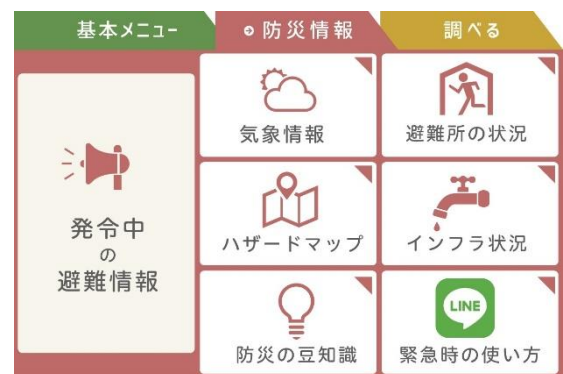 基本メニュー
防災情報
調べる
発令中
の
避難情報
気象情報
避難所の状況
ハザードマップ
インフラ状況
防災の豆知識
LINE
緊急時の使い方